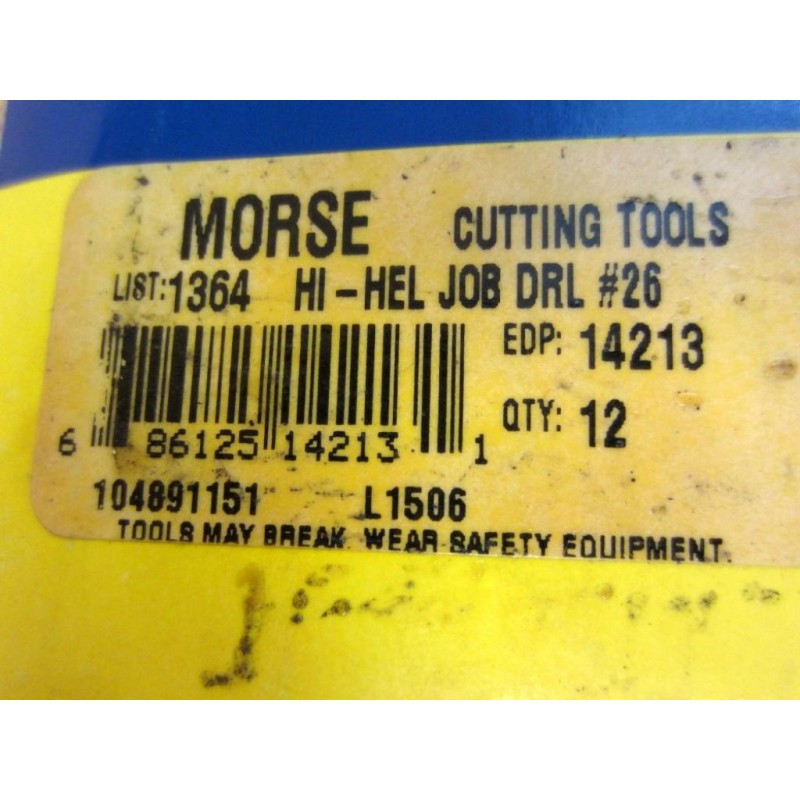 MORSE CUTTING TOOLS
LIST: 1364 HI-HEL JOB DRL #26
EDP: 14213
QTY: 12
6 86125 14213 1
104891151 L1506
TOOLS MAY BREAK. WEAR SAFETY EQUIPMENT.